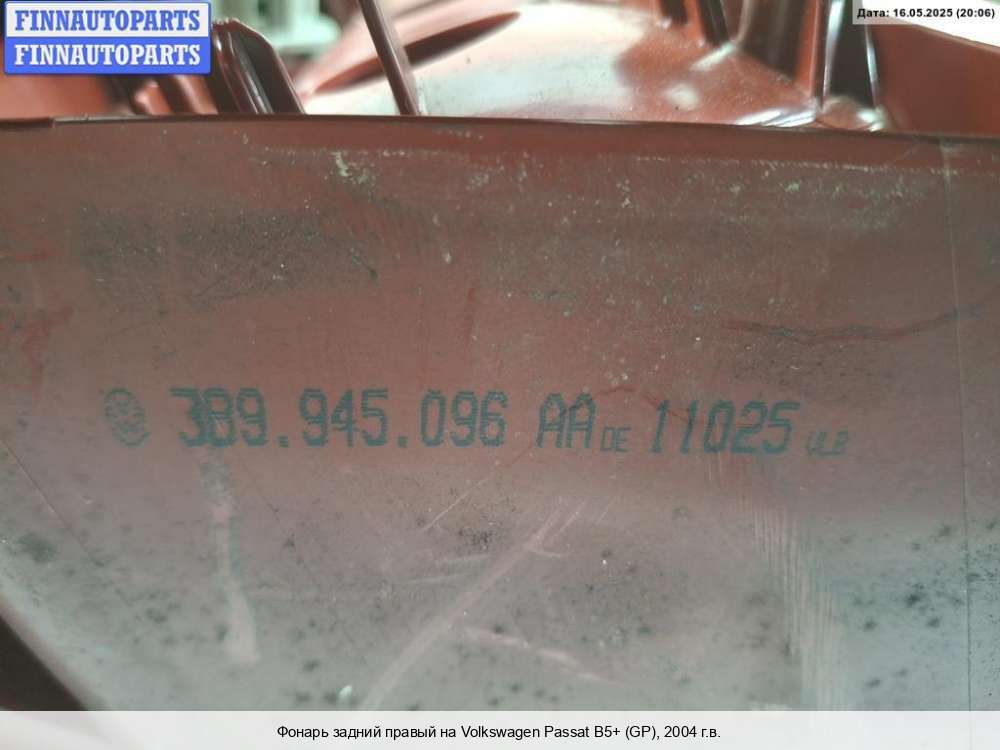 FINNAUTOPARTS
FINNAUTOPARTS
Дата: 16.05.2025 (20:06)
3B9.945.096 AA DE 11025 VLB
Фонарь задний правый на Volkswagen Passat B5+ (GP), 2004 г.в.